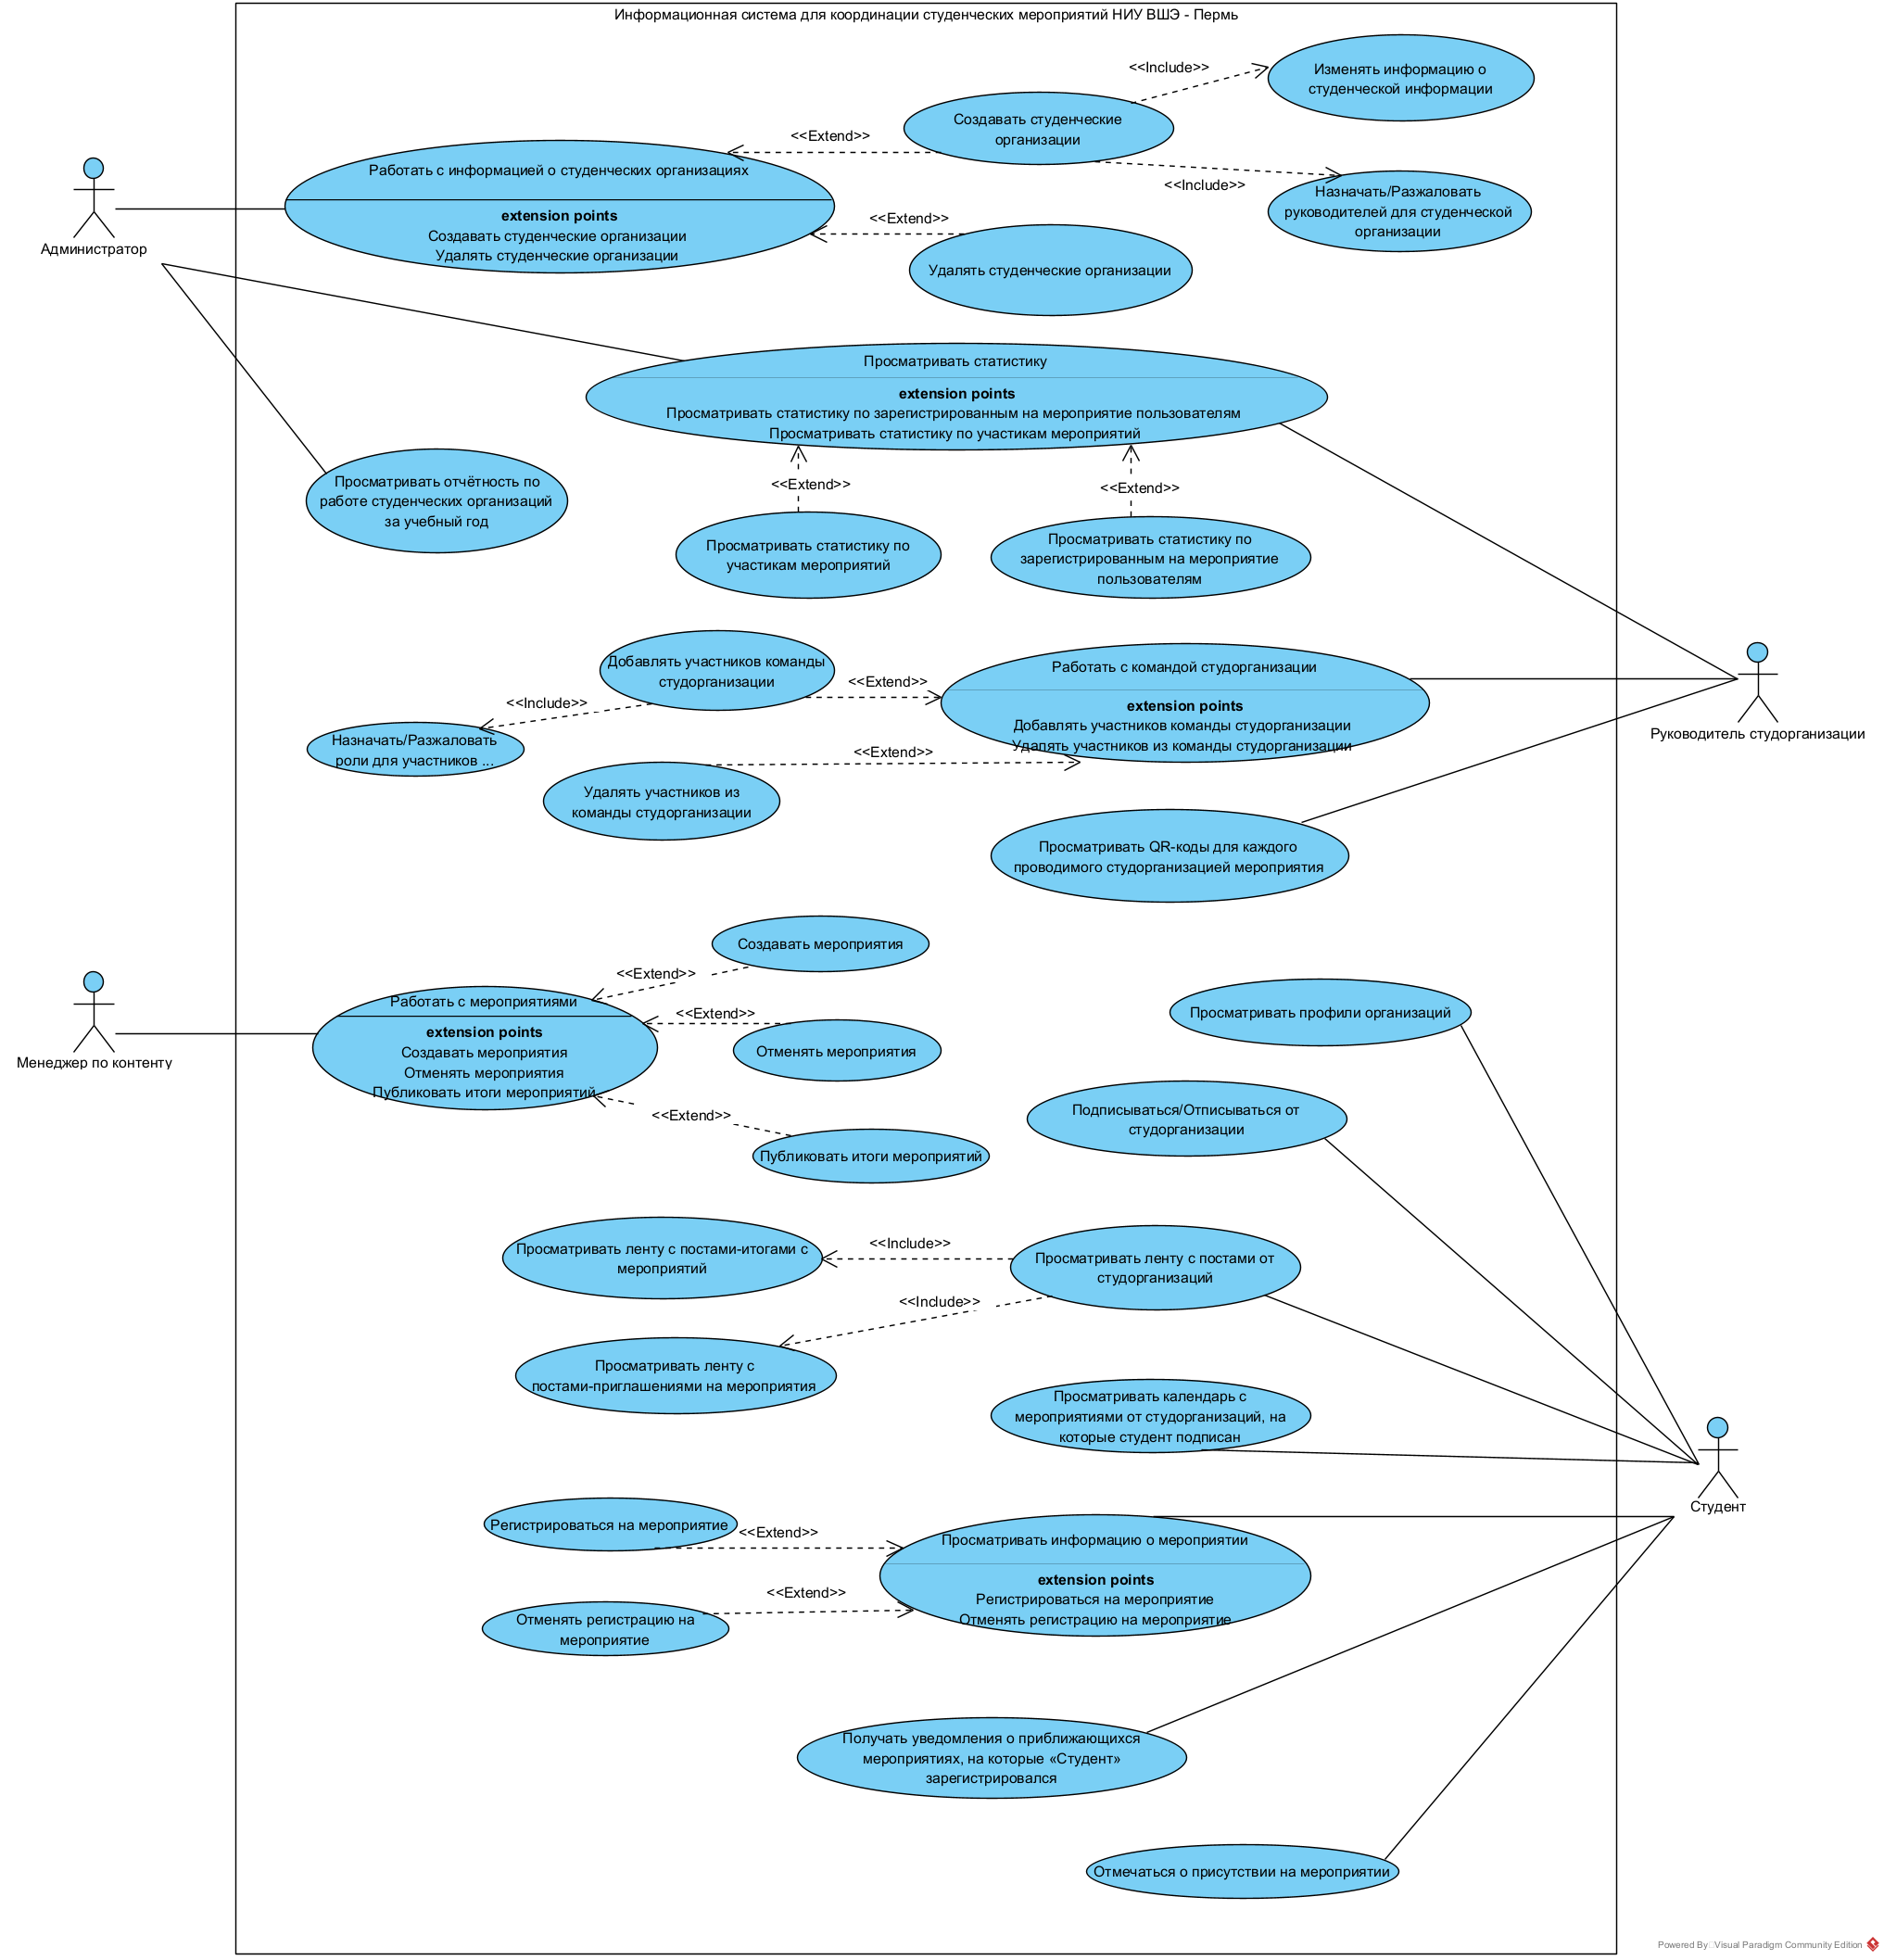 Информационная система для координации студенческих мероприятий НИУ ВШЭ - Пермь
<<Include>>
Изменять информацию о
студенческой информации
Создавать студенческие
организации
<<Extend>>
<<Include>>
Назначать/Разжаловать
руководителей для студенческой
организации
Работать с информацией о студенческих организациях
extension points
Создавать студенческие организации
Удалять студенческие организации
<<Extend>>
Администратор
Удалять студенческие организации
Просматривать статистику
extension points
Просматривать статистику по зарегистрированным на мероприятие пользователям
Просматривать статистику по участикам мероприятий
Просматривать отчётность по
работе студенческих организаций
за учебный год
<<Extend>>
<<Extend>>
Просматривать статистику по
участикам мероприятий
Просматривать статистику по
зарегистрированным на мероприятие
пользователям
Добавлять участников команды
студорганизации
<<Extend>>
Работать с командой студорганизации
extension points
Добавлять участников команды студорганизации
Удалять участников из команды студорганизации
<<Include>>
Назначать/Разжаловать
роли для участников ...
<<Extend>>
Руководитель студорганизации
Удалять участников из
команды студорганизации
Просматривать QR-коды для каждого
проводимого студорганизацией мероприятия
Создавать мероприятия
<<Extend>>
Работать с мероприятиями
extension points
Создавать мероприятия
Отменять мероприятия
Публиковать итоги мероприятий
<<Extend>>
Отменять мероприятия
Менеджер по контенту
<<Extend>>
Публиковать итоги мероприятий
Просматривать профили организаций
Подписываться/Отписываться от
студорганизации
Просматривать ленту с постами-итогами с
мероприятий
<<Include>>
Просматривать ленту с постами от
студорганизаций
<<Include>>
Просматривать ленту с
постами-приглашениями на мероприятия
Просматривать календарь с
мероприятиями от студорганизаций, на
которые студент подписан
Студент
Регистрироваться на мероприятие
<<Extend>>
Просматривать информацию о мероприятии
extension points
Регистрироваться на мероприятие
Отменять регистрацию на мероприятие
<<Extend>>
Отменять регистрацию на
мероприятие
Получать уведомления о приближающихся
мероприятиях, на которые «Студент»
зарегистрировался
Отмечаться о присутствии на мероприятии
Powered By Visual Paradigm Community Edition